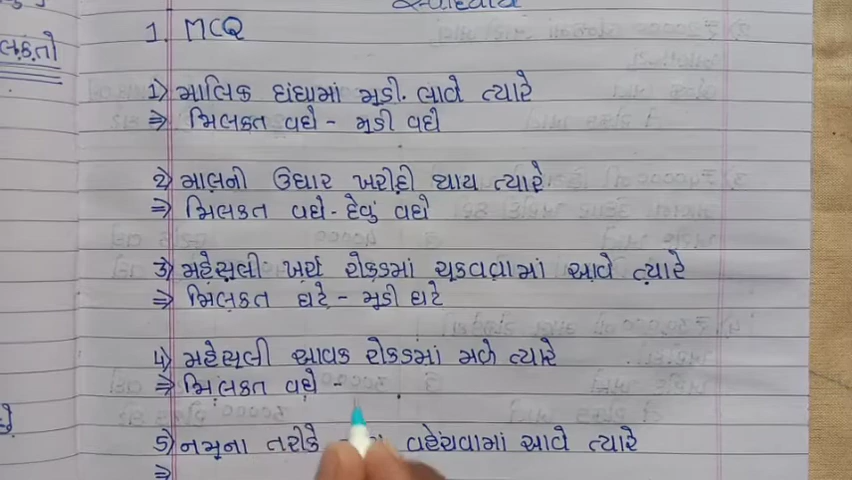 સ્વાધ્યાય
1. MCQ
લકતો
1) માલિક ધંધામાં મૂડી. લાવે ત્યારે
⇒ મિલકત વધે - મૂડી વધે
2) માલની ઉધાર ખરીદી થાય ત્યારે
⇒ મિલકત વધે - દેવું વધે
3) મહેસૂલી ખર્ચ રોકડમાં ચૂકવવામાં આવે ત્યારે
⇒ મિલકત ઘટે - મૂડી ઘટે
4) મહેસૂલી આવક રોકડમાં મળે ત્યારે
⇒ મિલકત વધે -
5) નમૂના તરીકે વહેંચવામાં આવે ત્યારે
⇒